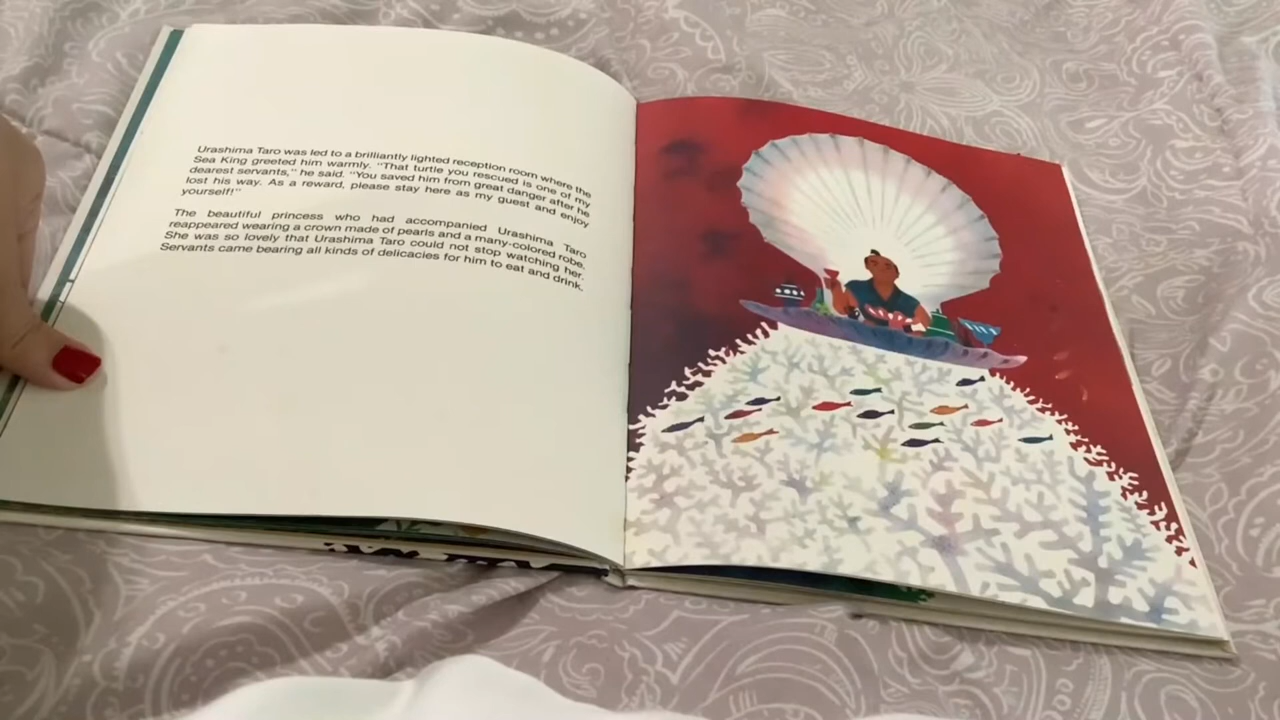 Urashima Taro was led to a brilliantly lighted reception room where the
Sea King greeted him warmly. "That turtle you rescued is one of my
dearest servants," he said. "You saved him from great danger after he
lost his way. As a reward, please stay here as my guest and enjoy
yourself!"
The beautiful princess who had accompanied Urashima Taro
reappeared wearing a crown made of pearls and a many-colored robe.
She was so lovely that Urashima Taro could not stop watching her.
Servants came bearing all kinds of delicacies for him to eat and drink.